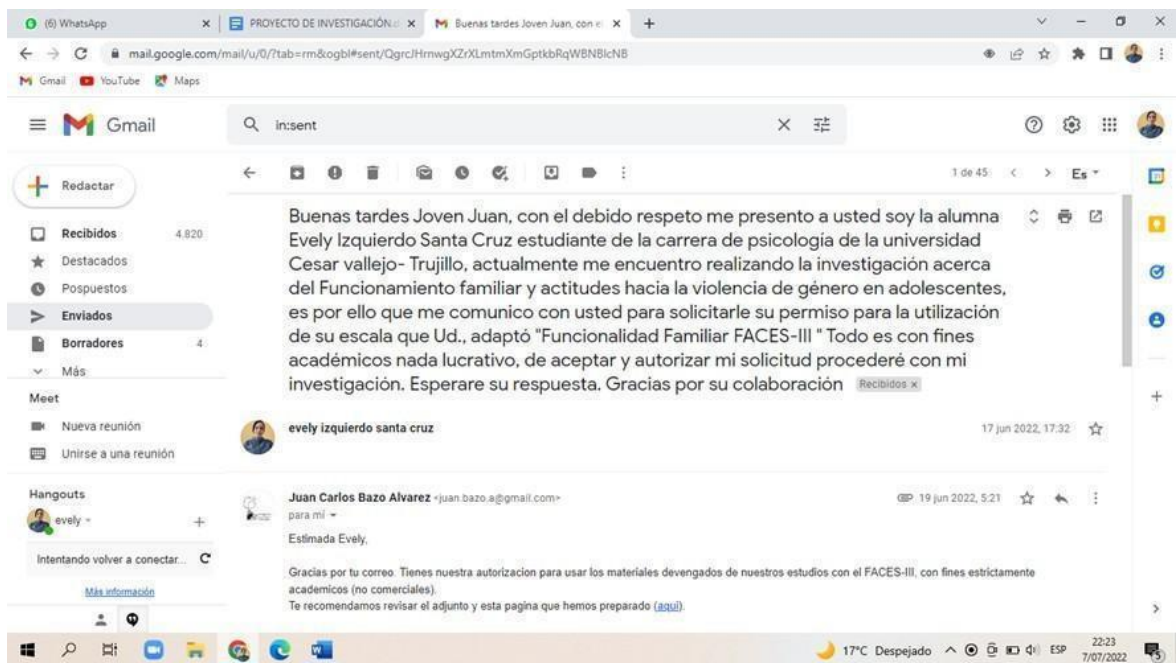 (6) WhatsApp
PROYECTO DE INVESTIGACIÓN.d
Buenas tardes Joven Juan, con el
mail.google.com/mail/u/0/?tab=rm&ogbl#sent/QgrcJHrnwgXZrXLmtmXmGptkbRqWBNBlcNB
Gmail
YouTube
Maps
Gmail
in:sent
Redactar
1 de 45
Es
Recibidos 4.820
Destacados
Pospuestos
Enviados
Borradores 4
Más
Meet
Nueva reunión
Unirse a una reunión
Hangouts
evely
Intentando volver a conectar...
Más información
Buenas tardes Joven Juan, con el debido respeto me presento a usted soy la alumna
Evely Izquierdo Santa Cruz estudiante de la carrera de psicología de la universidad
Cesar vallejo- Trujillo, actualmente me encuentro realizando la investigación acerca
del Funcionamiento familiar y actitudes hacia la violencia de género en adolescentes,
es por ello que me comunico con usted para solicitarle su permiso para la utilización
de su escala que Ud., adaptó "Funcionalidad Familiar FACES-III " Todo es con fines
académicos nada lucrativo, de aceptar y autorizar mi solicitud procederé con mi
investigación. Esperare su respuesta. Gracias por su colaboración Recibidos x
evely izquierdo santa cruz 17 jun 2022, 17:32
Juan Carlos Bazo Alvarez <juan.bazo.a@gmail.com> 19 jun 2022, 5:21
para mí
Estimada Evely,
Gracias por tu correo. Tienes nuestra autorizacion para usar los materiales devengados de nuestros estudios con el FACES-III, con fines estrictamente
academicos (no comerciales).
Te recomendamos revisar el adjunto y esta pagina que hemos preparado (aquí).
17°C Despejado
ESP
22:23
7/07/2022